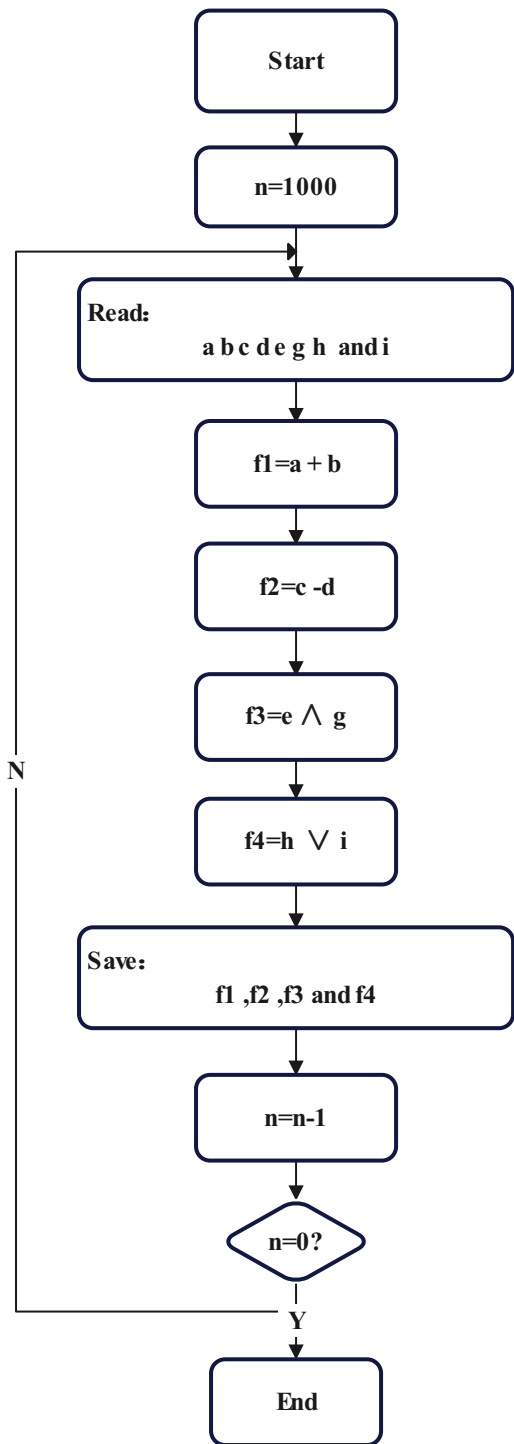 Start
n=1000
Read：
a b c d e g h and i
f1=a + b
f2=c -d
f3=e ∧ g
N
f4=h ∨ i
Save：
f1 ,f2 ,f3 and f4
n=n-1
n=0?
Y
End